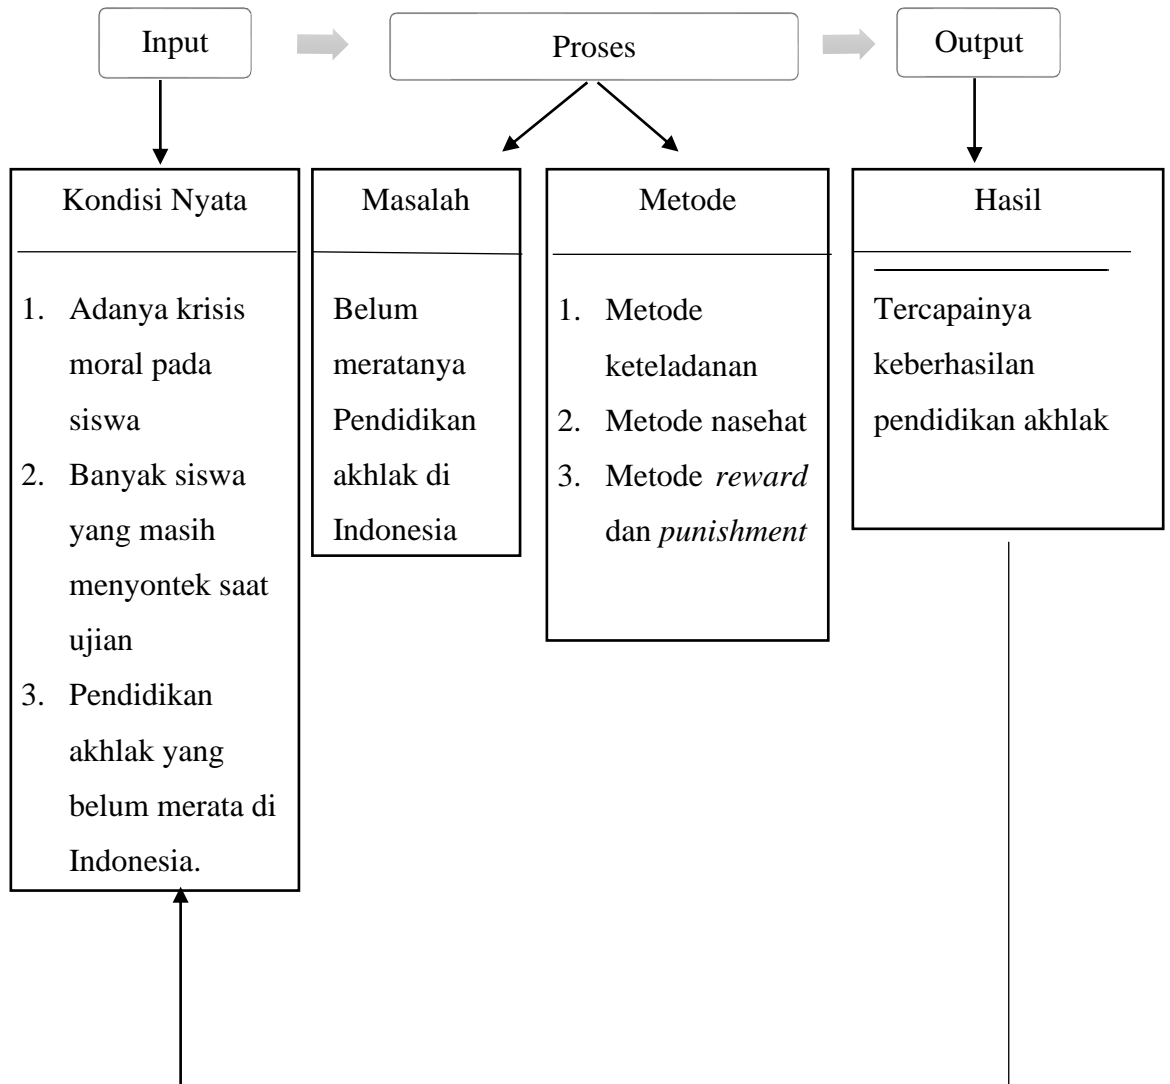 Input
Proses
Output
Kondisi Nyata
1. Adanya krisis
moral pada
siswa
2. Banyak siswa
yang masih
menyontek saat
ujian
3. Pendidikan
akhlak yang
belum merata di
Indonesia.
Masalah
Belum
meratanya
Pendidikan
akhlak di
Indonesia
Metode
1. Metode
keteladanan
2. Metode nasehat
3. Metode reward
dan punishment
Hasil
Tercapainya
keberhasilan
pendidikan akhlak